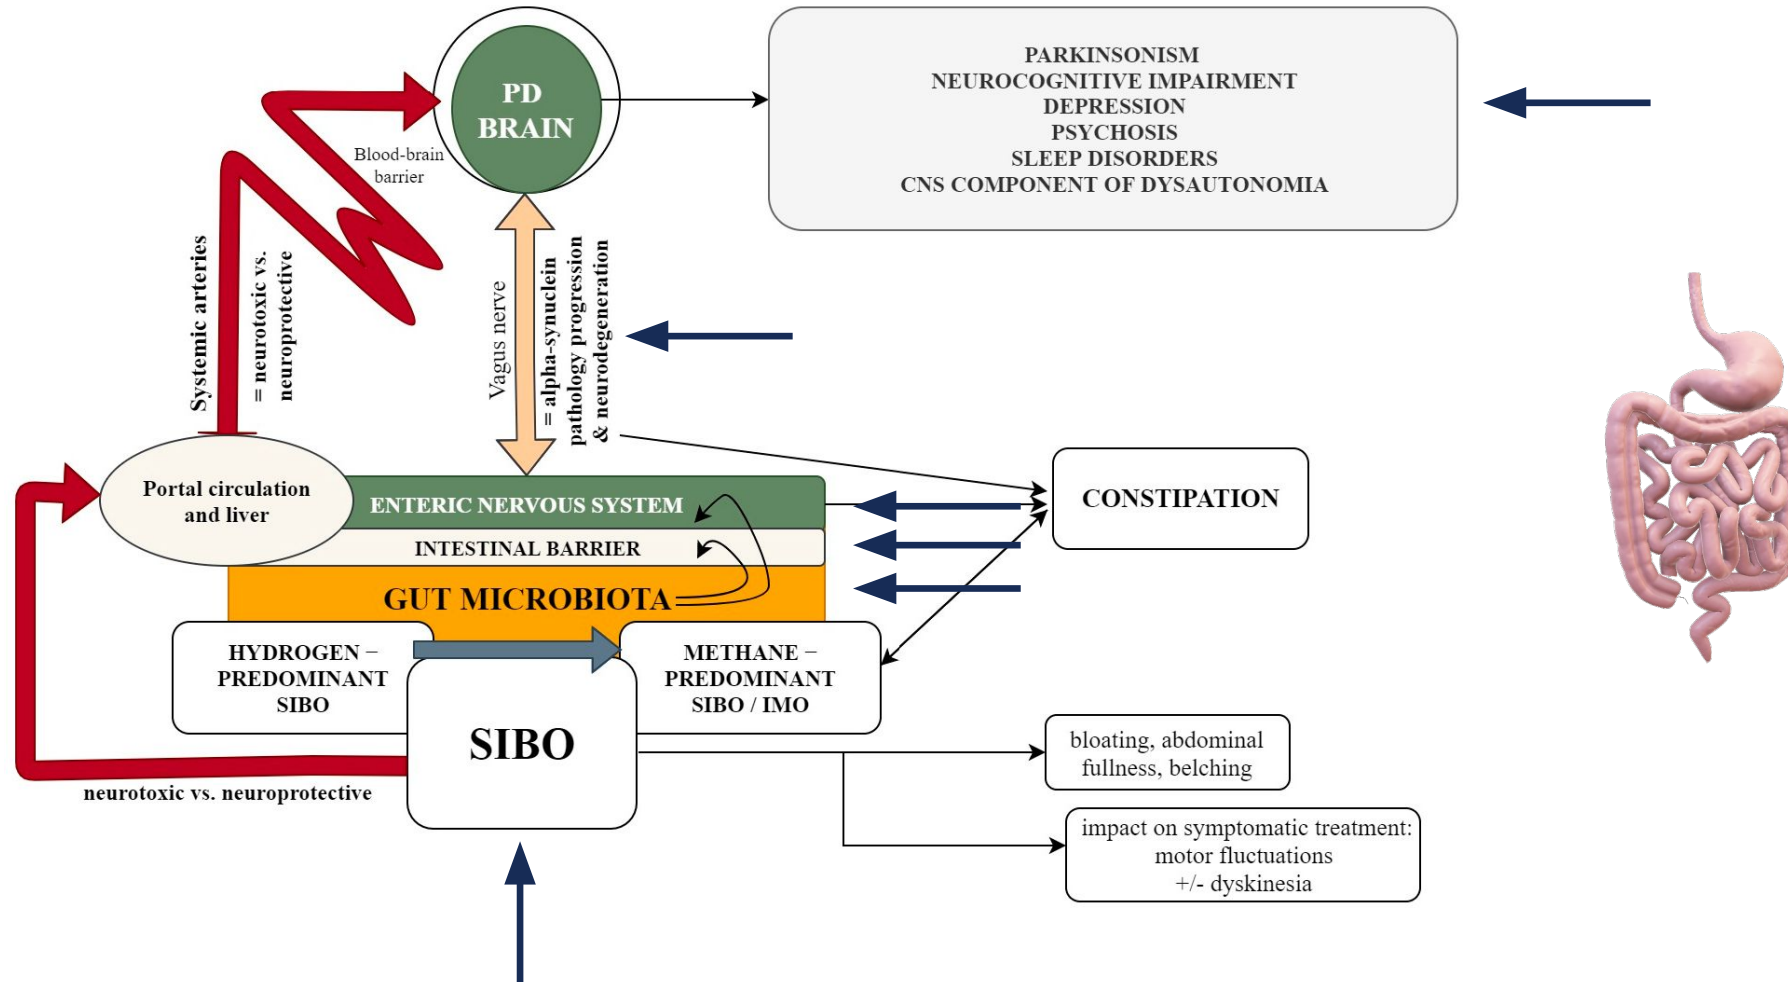 PD
BRAIN
PARKINSONISM
NEUROCOGNITIVE IMPAIRMENT
DEPRESSION
PSYCHOSIS
SLEEP DISORDERS
CNS COMPONENT OF DYSAUTONOMIA
Blood-brain
barrier
Systemic arteries
= neurotoxic vs.
neuroprotective
Vagus nerve
= alpha-synuclein
pathology progression
& neurodegeneration
Portal circulation
and liver
ENTERIC NERVOUS SYSTEM
INTESTINAL BARRIER
GUT MICROBIOTA
CONSTIPATION
HYDROGEN –
PREDOMINANT
SIBO
METHANE –
PREDOMINANT
SIBO / IMO
SIBO
neurotoxic vs. neuroprotective
bloating, abdominal
fullness, belching
impact on symptomatic treatment:
motor fluctuations
+/- dyskinesia